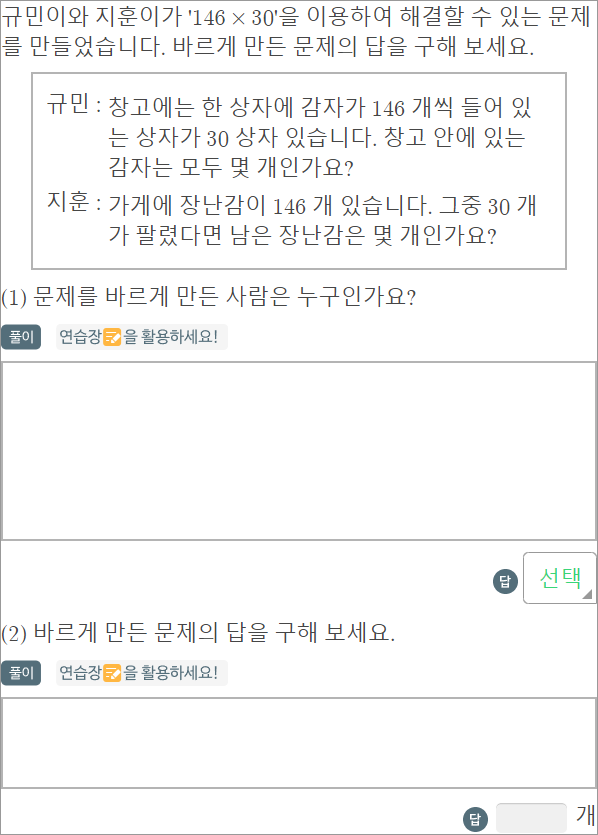 규민이와 지훈이가 '146 × 30'을 이용하여 해결할 수 있는 문제
를 만들었습니다. 바르게 만든 문제의 답을 구해 보세요.
규민 : 창고에는 한 상자에 감자가 146 개씩 들어 있
는 상자가 30 상자 있습니다. 창고 안에 있는
감자는 모두 몇 개인가요?
지훈 : 가게에 장난감이 146 개 있습니다. 그중 30 개
가 팔렸다면 남은 장난감은 몇 개인가요?
(1) 문제를 바르게 만든 사람은 누구인가요?
풀이 연습장을 활용하세요!
답 선택
(2) 바르게 만든 문제의 답을 구해 보세요.
풀이 연습장을 활용하세요!
답 개